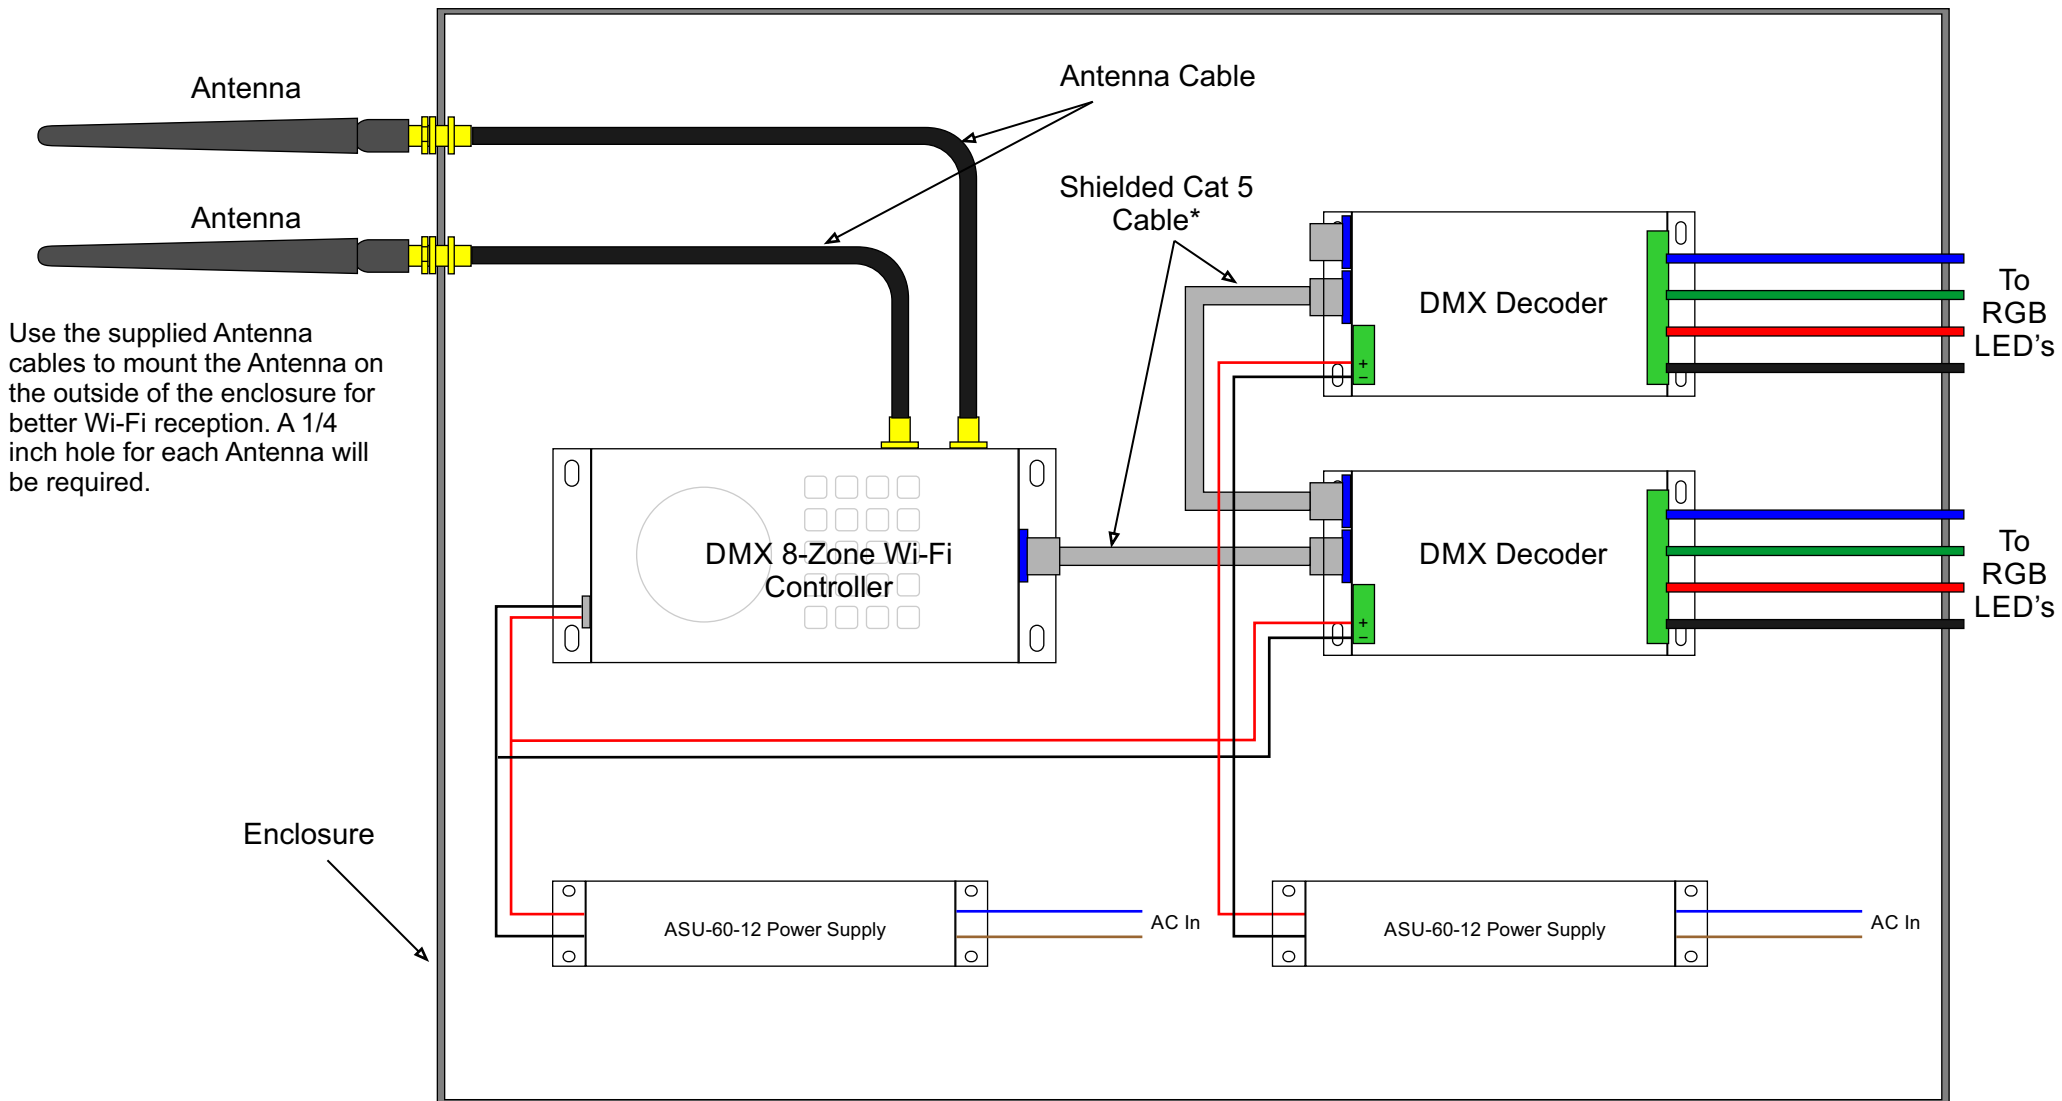 Antenna
Antenna Cable
Shielded Cat 5
Cable*
Antenna
DMX Decoder
+
–
To
RGB
LED's
Use the supplied Antenna
cables to mount the Antenna on
the outside of the enclosure for
better Wi-Fi reception. A 1/4
inch hole for each Antenna will
be required.
DMX 8-Zone Wi-Fi
Controller
DMX Decoder
+
–
To
RGB
LED's
Enclosure
ASU-60-12 Power Supply
AC In
ASU-60-12 Power Supply
AC In